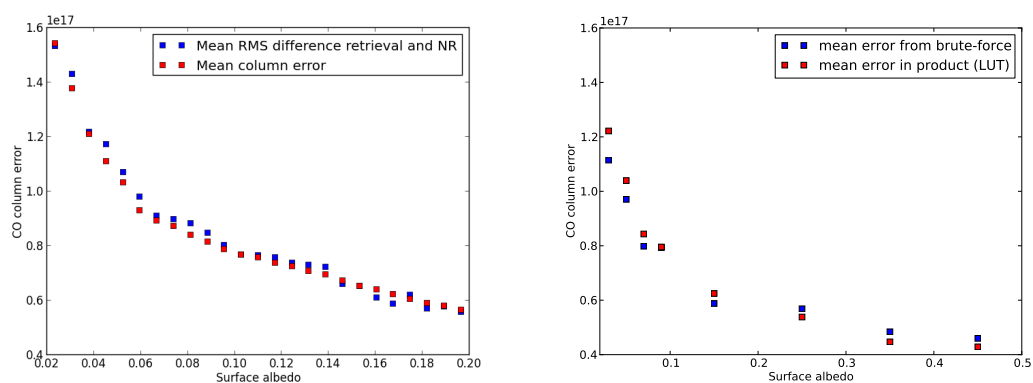 1e17
1.6
1.4
1.2
1.0
0.8
0.6
0.4
CO column error
Mean RMS difference retrieval and NR
Mean column error
0.02 0.04 0.06 0.08 0.10 0.12 0.14 0.16 0.18 0.20
Surface albedo
1e17
1.6
1.4
1.2
1.0
0.8
0.6
0.4
CO column error
mean error from brute-force
mean error in product (LUT)
0.1 0.2 0.3 0.4 0.5
Surface albedo